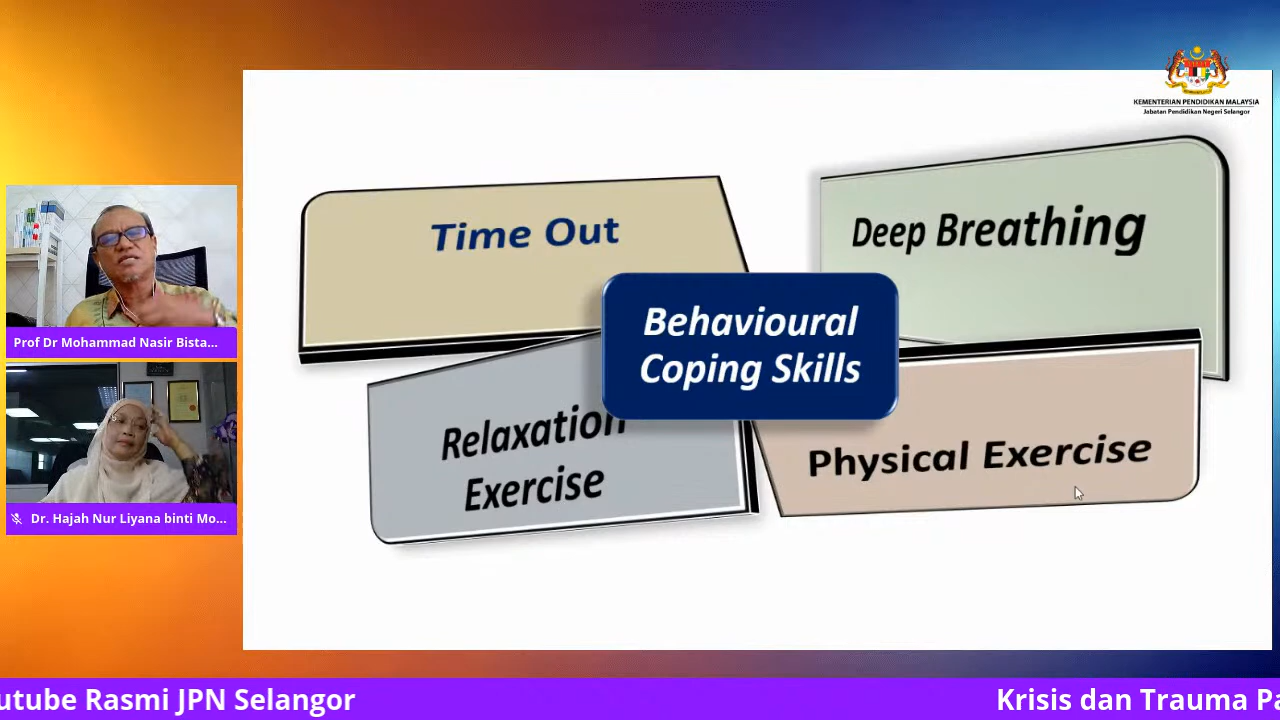 KEMENTERIAN PENDIDIKAN MALAYSIA
Jabatan Pendidikan Negeri Selangor
Time Out
Deep Breathing
Behavioural
Coping Skills
Relaxation
Exercise
Physical Exercise
Prof Dr Mohammad Nasir Bista...
Dr. Hajah Nur Liyana binti Mo...
utube Rasmi JPN Selangor
Krisis dan Trauma Pa